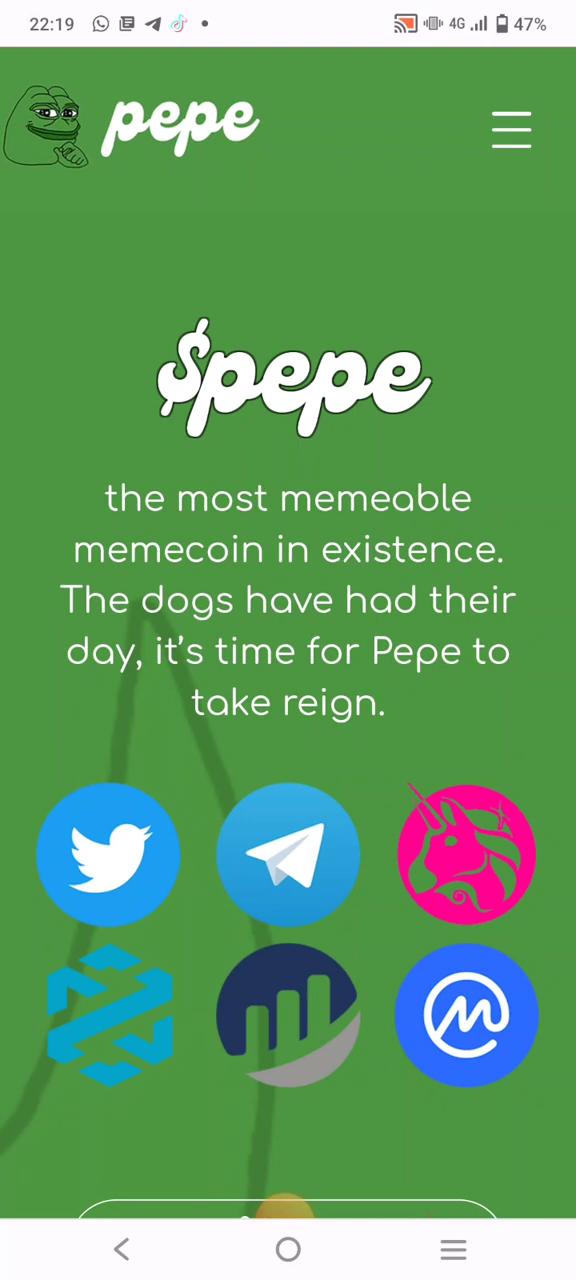 22:19
4G
47%
pepe
$pepe
the most memeable
memecoin in existence.
The dogs have had their
day, it's time for Pepe to
take reign.